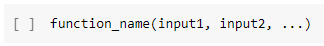 [ ] function_name(input1, input2, ...)